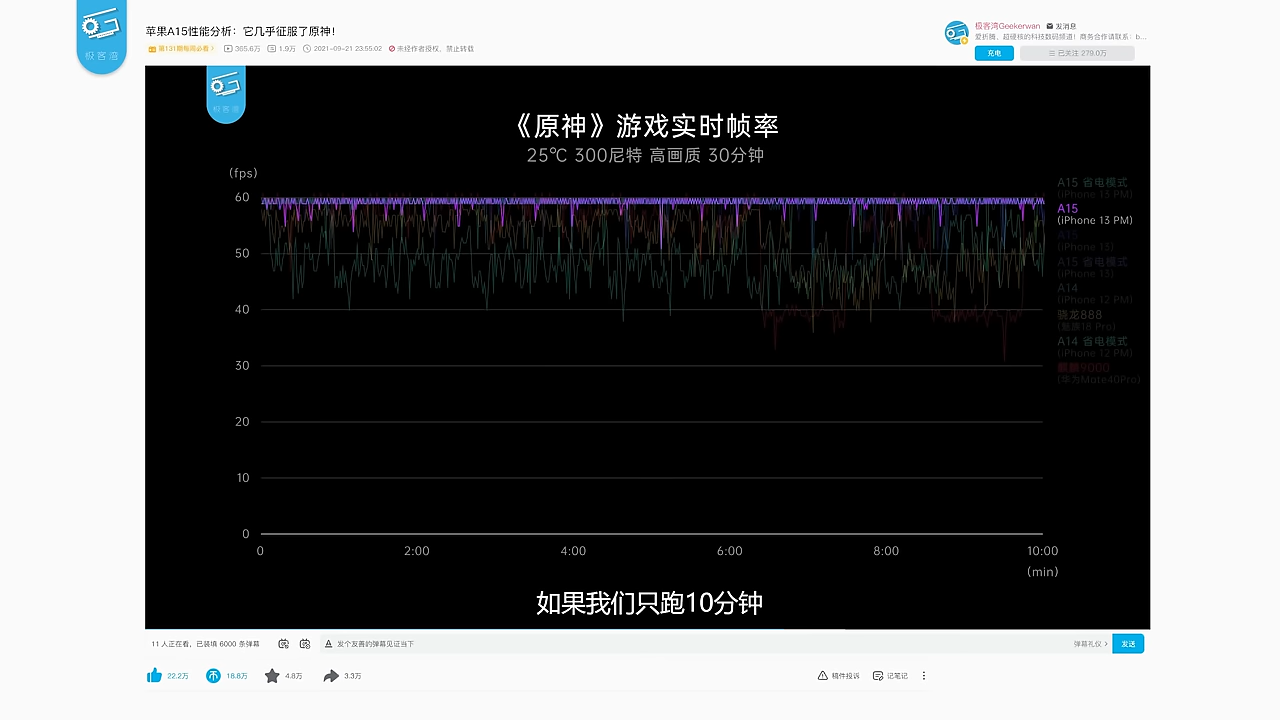 极客湾
苹果A15性能分析：它几乎征服了原神！
第131期每周必看 365.6万 1.9万 2021-09-21 23:55:02 未经作者授权，禁止转载
极客湾Geekerwan 发消息
爱折腾、超硬核的科技数码频道！商务合作请联系：b...
充电 已关注 279.0万
极客湾
《原神》游戏实时帧率
25℃ 300尼特 高画质 30分钟
(fps)
60
50
40
30
20
10
0
0 2:00 4:00 6:00 8:00 10:00
(min)
A15 省电模式
(iPhone 13 PM)
A15
(iPhone 13 PM)
A15
(iPhone 13)
A15 省电模式
(iPhone 13)
A14
(iPhone 12 PM)
骁龙888
(魅族18 Pro)
A14 省电模式
(iPhone 12 PM)
麒麟9000
(华为Mate40Pro)
如果我们只跑10分钟
11 人正在看，已装填 6000 条弹幕 发个友善的弹幕见证当下 弹幕礼仪 发送
22.2万 18.8万 4.8万 3.3万 稿件投诉 记笔记